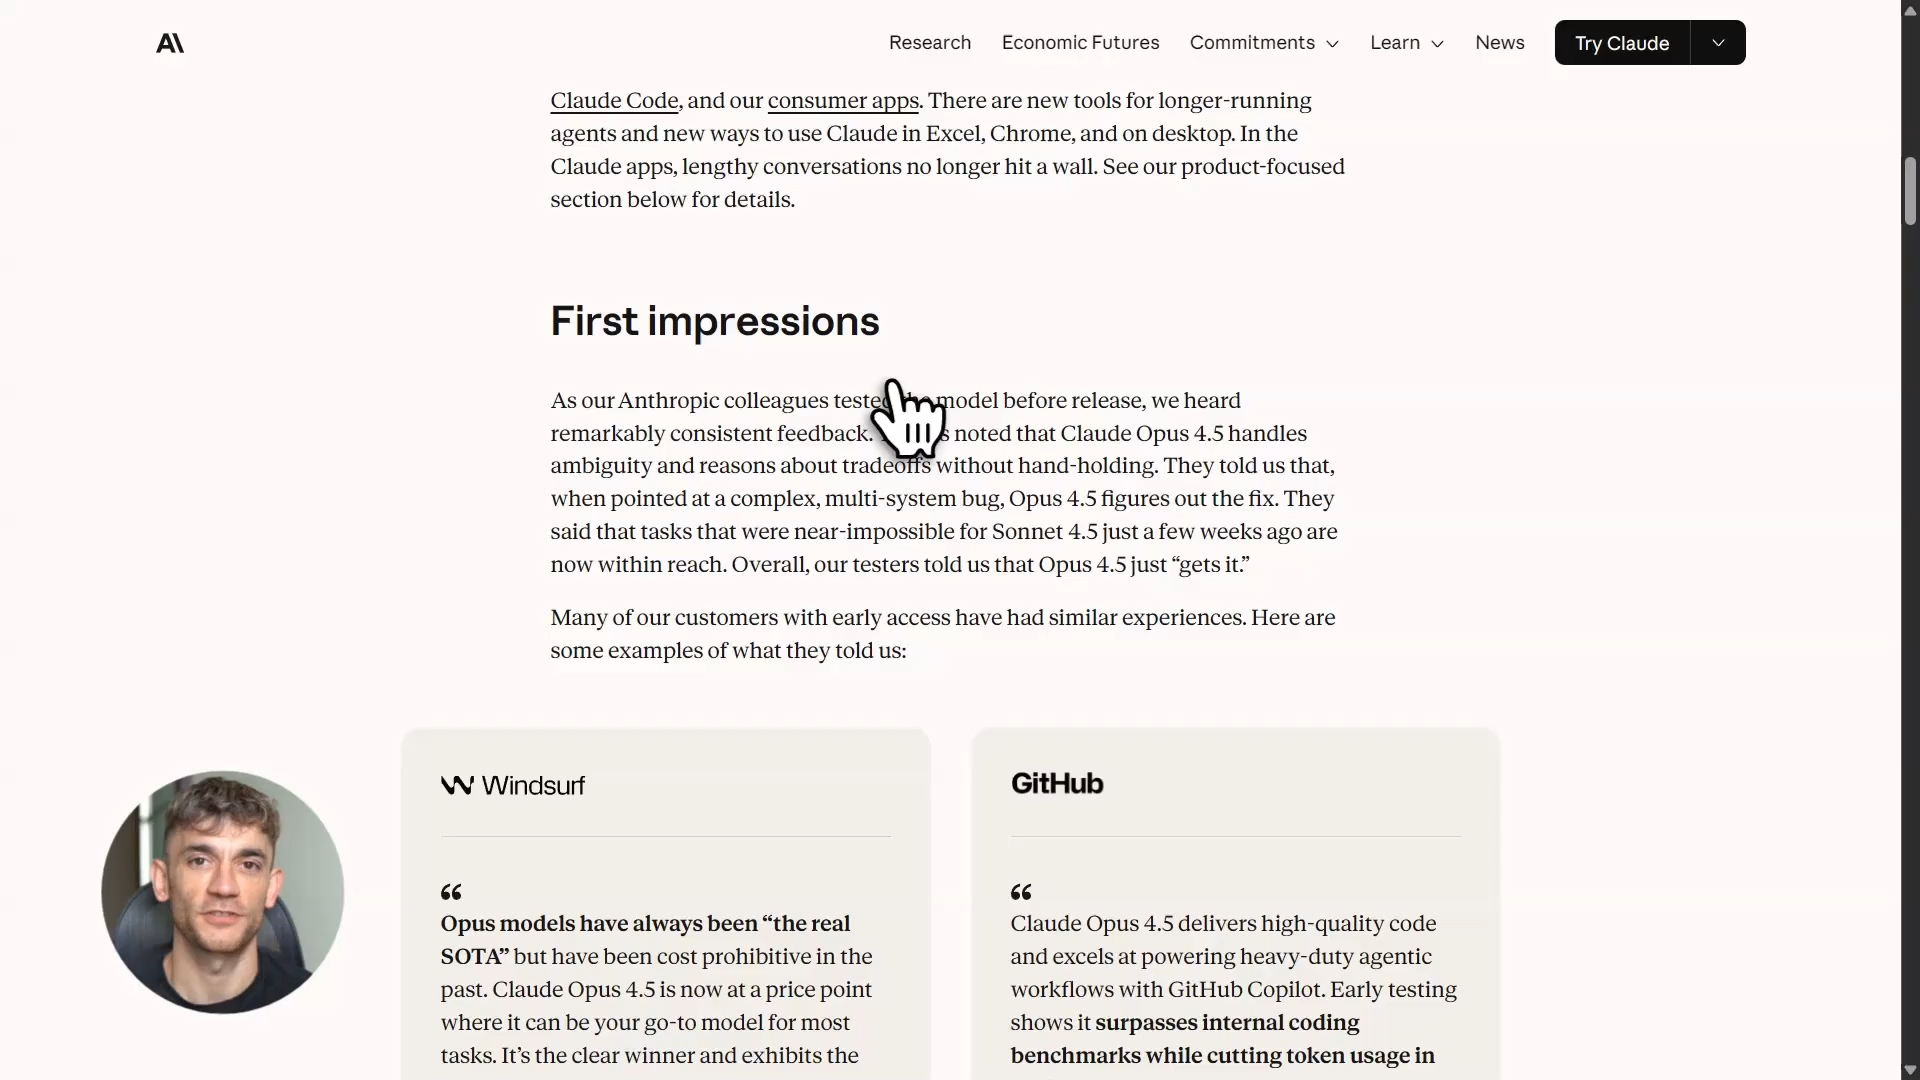 Research
Economic Futures
Commitments
Learn
News
Try Claude
Claude Code, and our consumer apps. There are new tools for longer-running
agents and new ways to use Claude in Excel, Chrome, and on desktop. In the
Claude apps, lengthy conversations no longer hit a wall. See our product-focused
section below for details.
First impressions
As our Anthropic colleagues tested model before release, we heard
remarkably consistent feedback. noted that Claude Opus 4.5 handles
ambiguity and reasons about tradeoffs without hand-holding. They told us that,
when pointed at a complex, multi-system bug, Opus 4.5 figures out the fix. They
said that tasks that were near-impossible for Sonnet 4.5 just a few weeks ago are
now within reach. Overall, our testers told us that Opus 4.5 just “gets it.”
Many of our customers with early access have had similar experiences. Here are
some examples of what they told us:
Windsurf
“
Opus models have always been “the real
SOTA” but have been cost prohibitive in the
past. Claude Opus 4.5 is now at a price point
where it can be your go-to model for most
tasks. It’s the clear winner and exhibits the
GitHub
“
Claude Opus 4.5 delivers high-quality code
and excels at powering heavy-duty agentic
workflows with GitHub Copilot. Early testing
shows it surpasses internal coding
benchmarks while cutting token usage in